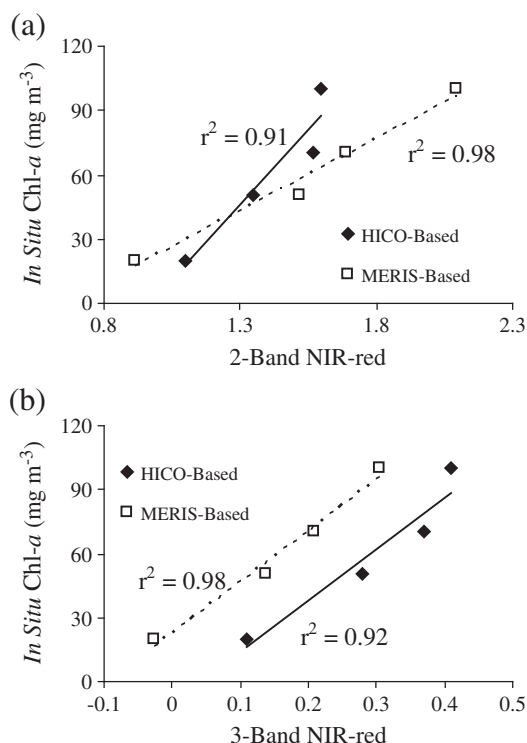 (a)
120
90
60
30
0
In Situ Chl-a (mg m⁻³)
r² = 0.91
r² = 0.98
HICO-Based
MERIS-Based
0.8 1.3 1.8 2.3
2-Band NIR-red
(b)
120
90
60
30
0
In Situ Chl-a (mg m⁻³)
HICO-Based
MERIS-Based
r² = 0.98
r² = 0.92
-0.1 0 0.1 0.2 0.3 0.4 0.5
3-Band NIR-red